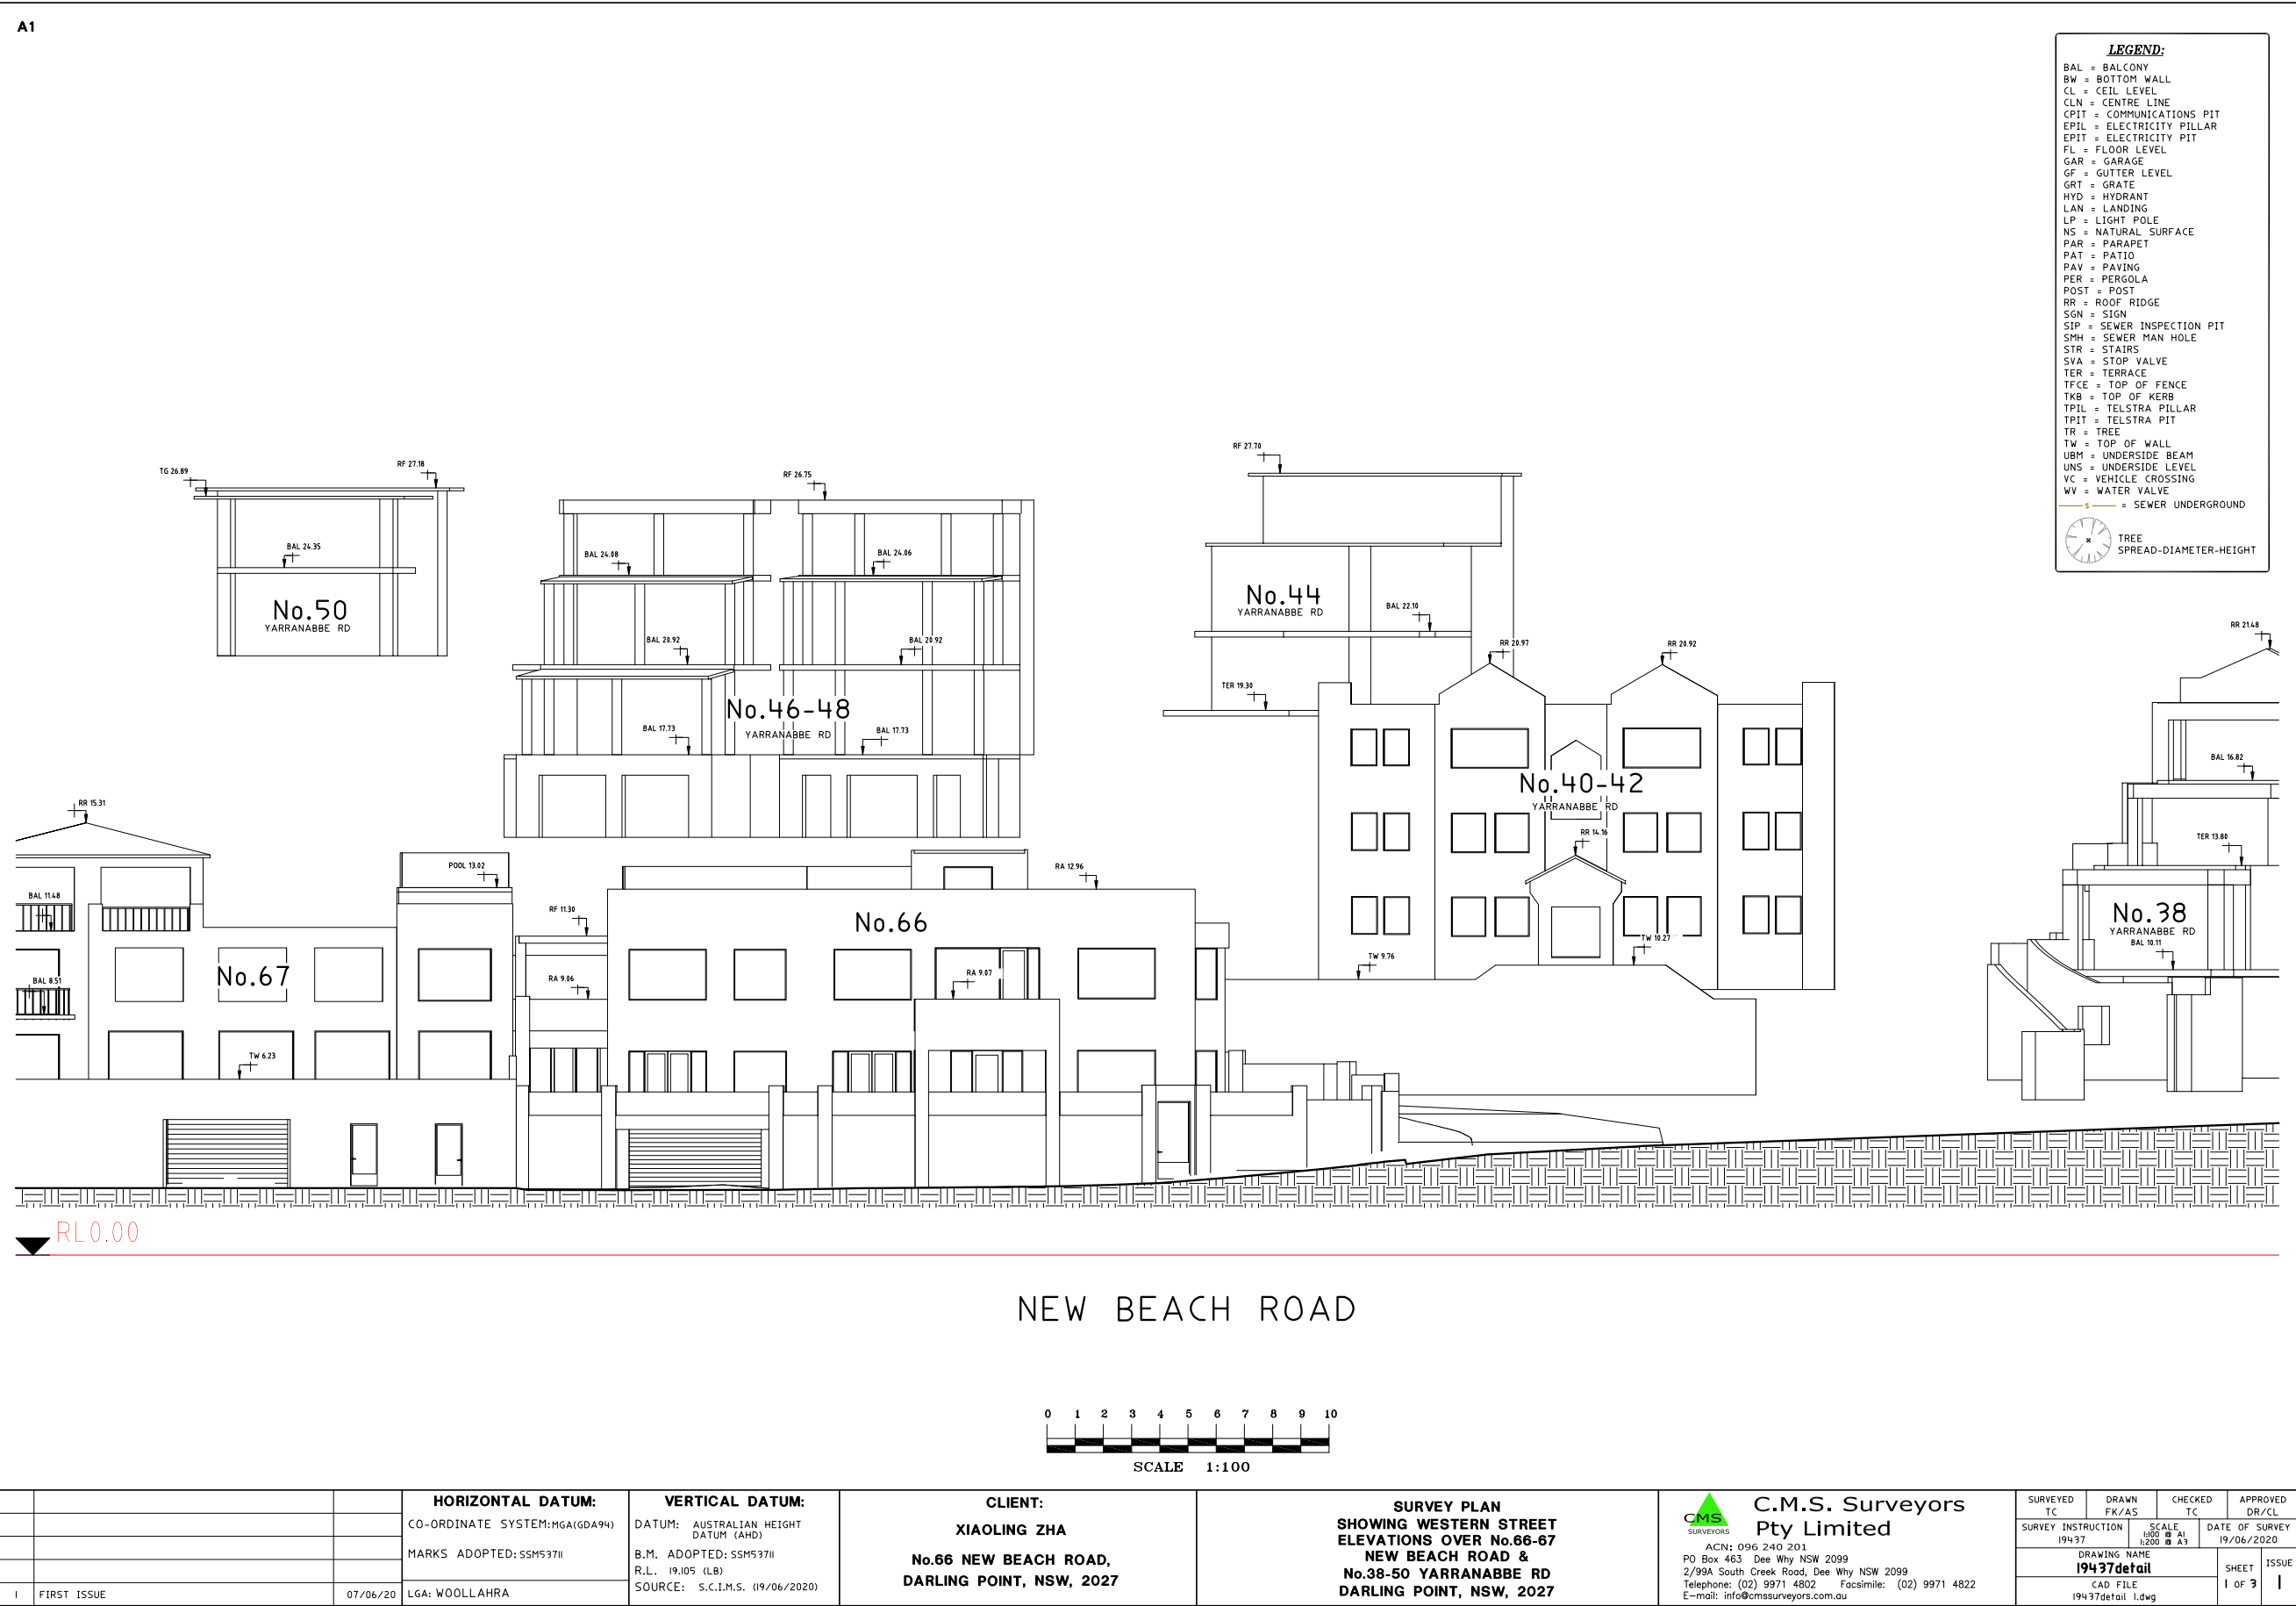 A1
LEGEND:
BAL = BALCONY
BW = BOTTOM WALL
CL = CEIL LEVEL
CLN = CENTRE LINE
CPIT = COMMUNICATIONS PIT
EPIL = ELECTRICITY PILLAR
EPIT = ELECTRICITY PIT
FL = FLOOR LEVEL
GAR = GARAGE
GF = GUTTER LEVEL
GRT = GRATE
HYD = HYDRANT
LAN = LANDING
LP = LIGHT POLE
NS = NATURAL SURFACE
PAR = PARAPET
PAT = PATIO
PAV = PAVING
PER = PERGOLA
POST = POST
RR = ROOF RIDGE
SGN = SIGN
SIP = SEWER INSPECTION PIT
SMH = SEWER MAN HOLE
STR = STAIRS
SVA = STOP VALVE
TER = TERRACE
TFCE = TOP OF FENCE
TKB = TOP OF KERB
TPIL = TELSTRA PILLAR
TPIT = TELSTRA PIT
TR = TREE
TW = TOP OF WALL
UBM = UNDERSIDE BEAM
UNS = UNDERSIDE LEVEL
VC = VEHICLE CROSSING
WV = WATER VALVE
S = SEWER UNDERGROUND
TREE
SPREAD-DIAMETER-HEIGHT
TG 26.89
RF 27.18
BAL 24.35
No.50
YARRANABBE RD
RF 26.75
BAL 24.08
BAL 24.06
BAL 20.92
BAL 20.92
No.46-48
YARRANABBE RD
BAL 17.73
BAL 17.73
RF 27.70
No.44
YARRANABBE RD
BAL 22.10
TER 19.30
RR 20.97
RR 20.92
No.40-42
YARRANABBE RD
RR 14.16
TW 10.27
TW 9.76
RR 21.48
BAL 16.82
TER 13.80
No.38
YARRANABBE RD
BAL 10.11
RR 15.31
BAL 11.48
BAL 8.51
No.67
TW 6.23
POOL 13.02
RF 11.30
RA 9.06
No.66
RA 12.96
RA 9.07
RL0.00
NEW BEACH ROAD
0 1 2 3 4 5 6 7 8 9 10
SCALE 1:100
1 FIRST ISSUE 07/06/20
HORIZONTAL DATUM:
CO-ORDINATE SYSTEM: MGA(GDA94)
MARKS ADOPTED: SSM53711
LGA: WOOLLAHRA
VERTICAL DATUM:
DATUM: AUSTRALIAN HEIGHT
DATUM (AHD)
B.M. ADOPTED: SSM53711
R.L. 19.105 (LB)
SOURCE: S.C.I.M.S. (19/06/2020)
CLIENT:
XIAOLING ZHA
No.66 NEW BEACH ROAD,
DARLING POINT, NSW, 2027
SURVEY PLAN
SHOWING WESTERN STREET
ELEVATIONS OVER No.66-67
NEW BEACH ROAD &
No.38-50 YARRANABBE RD
DARLING POINT, NSW, 2027
CMS
SURVEYORS
C.M.S. Surveyors
Pty Limited
ACN: 096 240 201
PO Box 463 Dee Why NSW 2099
2/99A South Creek Road, Dee Why NSW 2099
Telephone: (02) 9971 4802 Facsimile: (02) 9971 4822
E-mail: info@cmssurveyors.com.au
SURVEYED DRAWN CHECKED APPROVED
TC FK/AS TC DR/CL
SURVEY INSTRUCTION
19437
SCALE
1:100 @ A1
1:200 @ A3
DATE OF SURVEY
19/06/2020
DRAWING NAME
19437detail
CAD FILE
19437detail 1.dwg
SHEET
1 OF 3
ISSUE
1